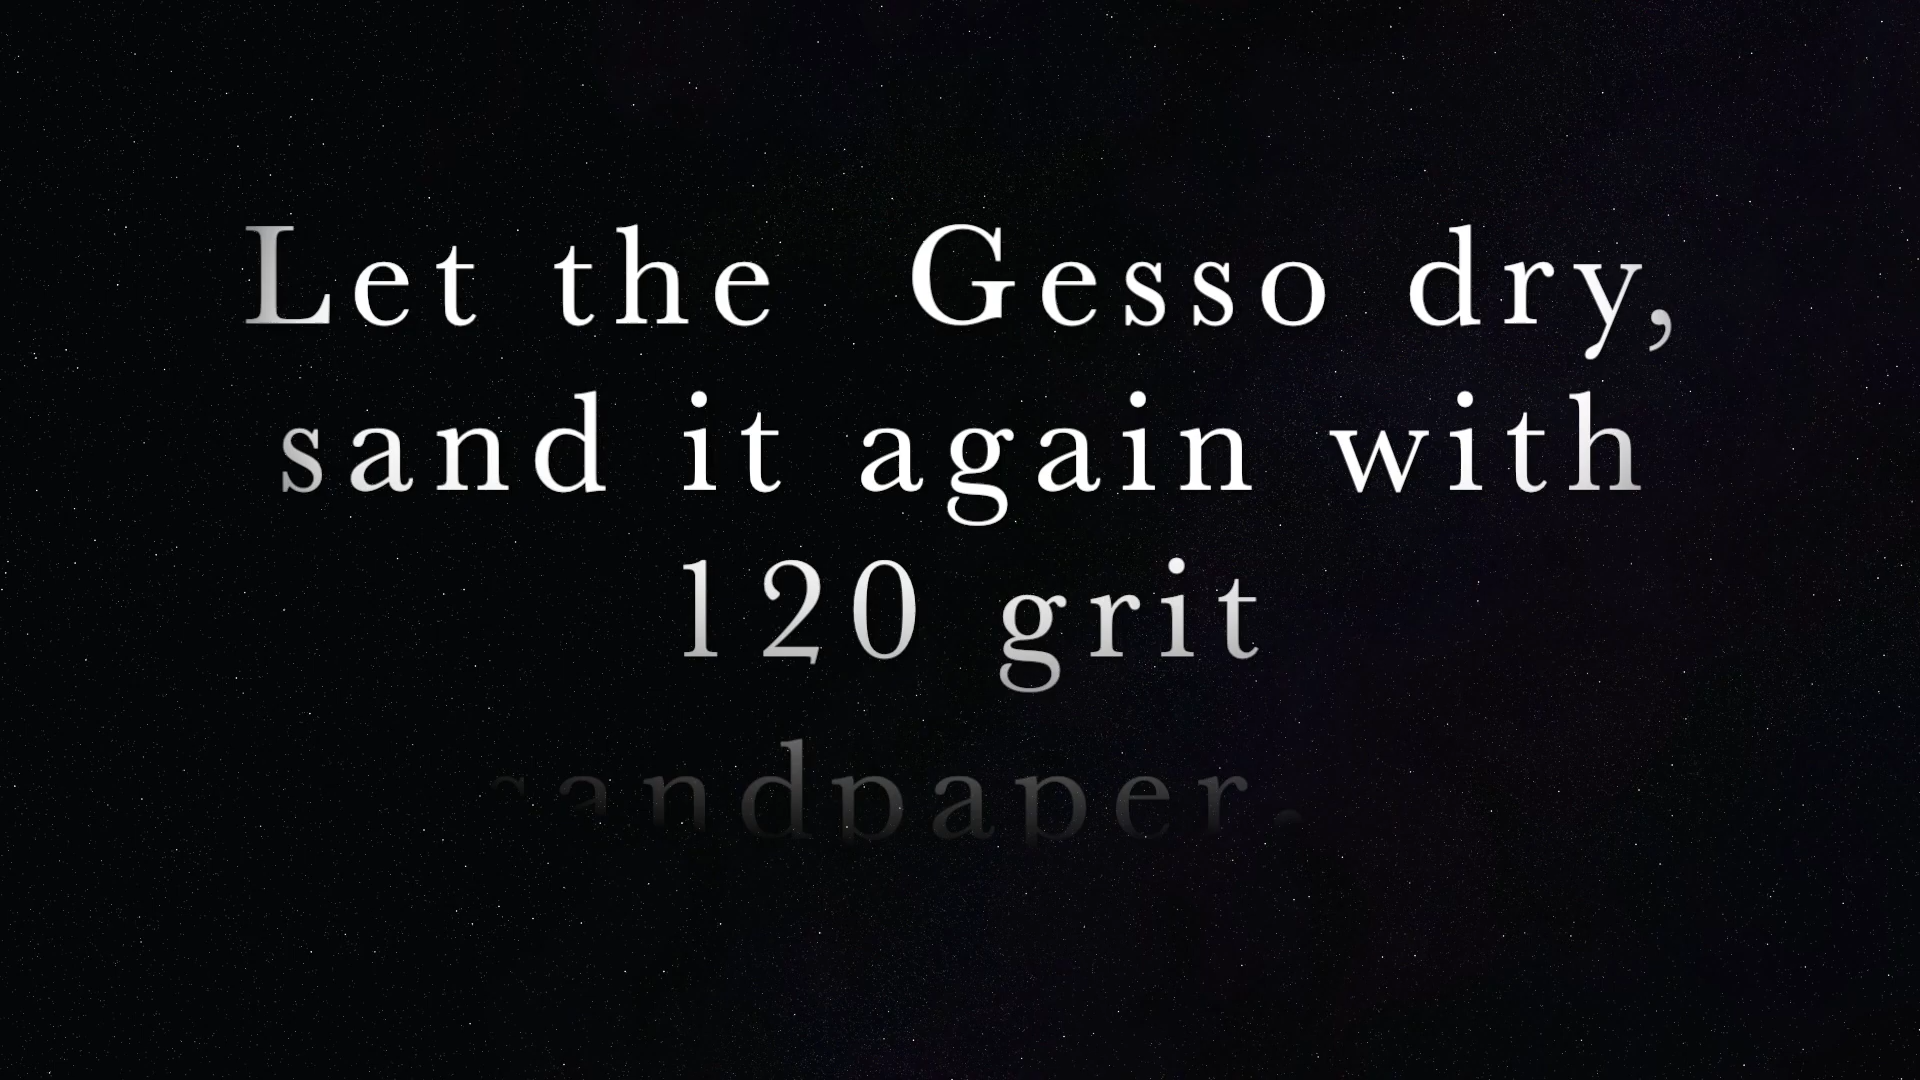 Let the  Gesso dry,
sand it again with
120 grit
sandpaper.